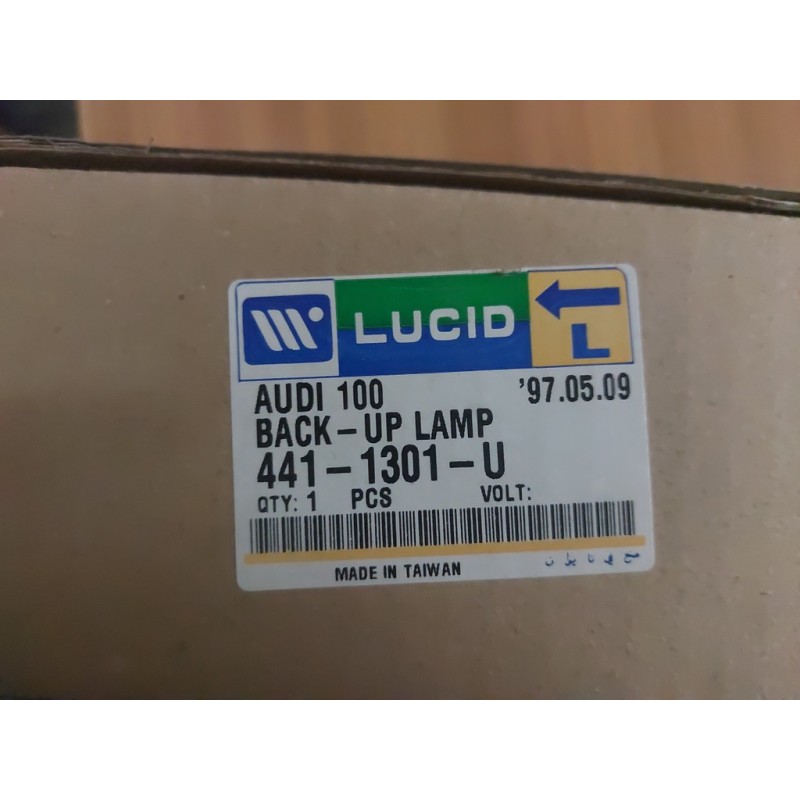 LUCID
L
AUDI 100 '97.05.09
BACK-UP LAMP
441-1301-U
QTY: 1 PCS VOLT:
MADE IN TAIWAN